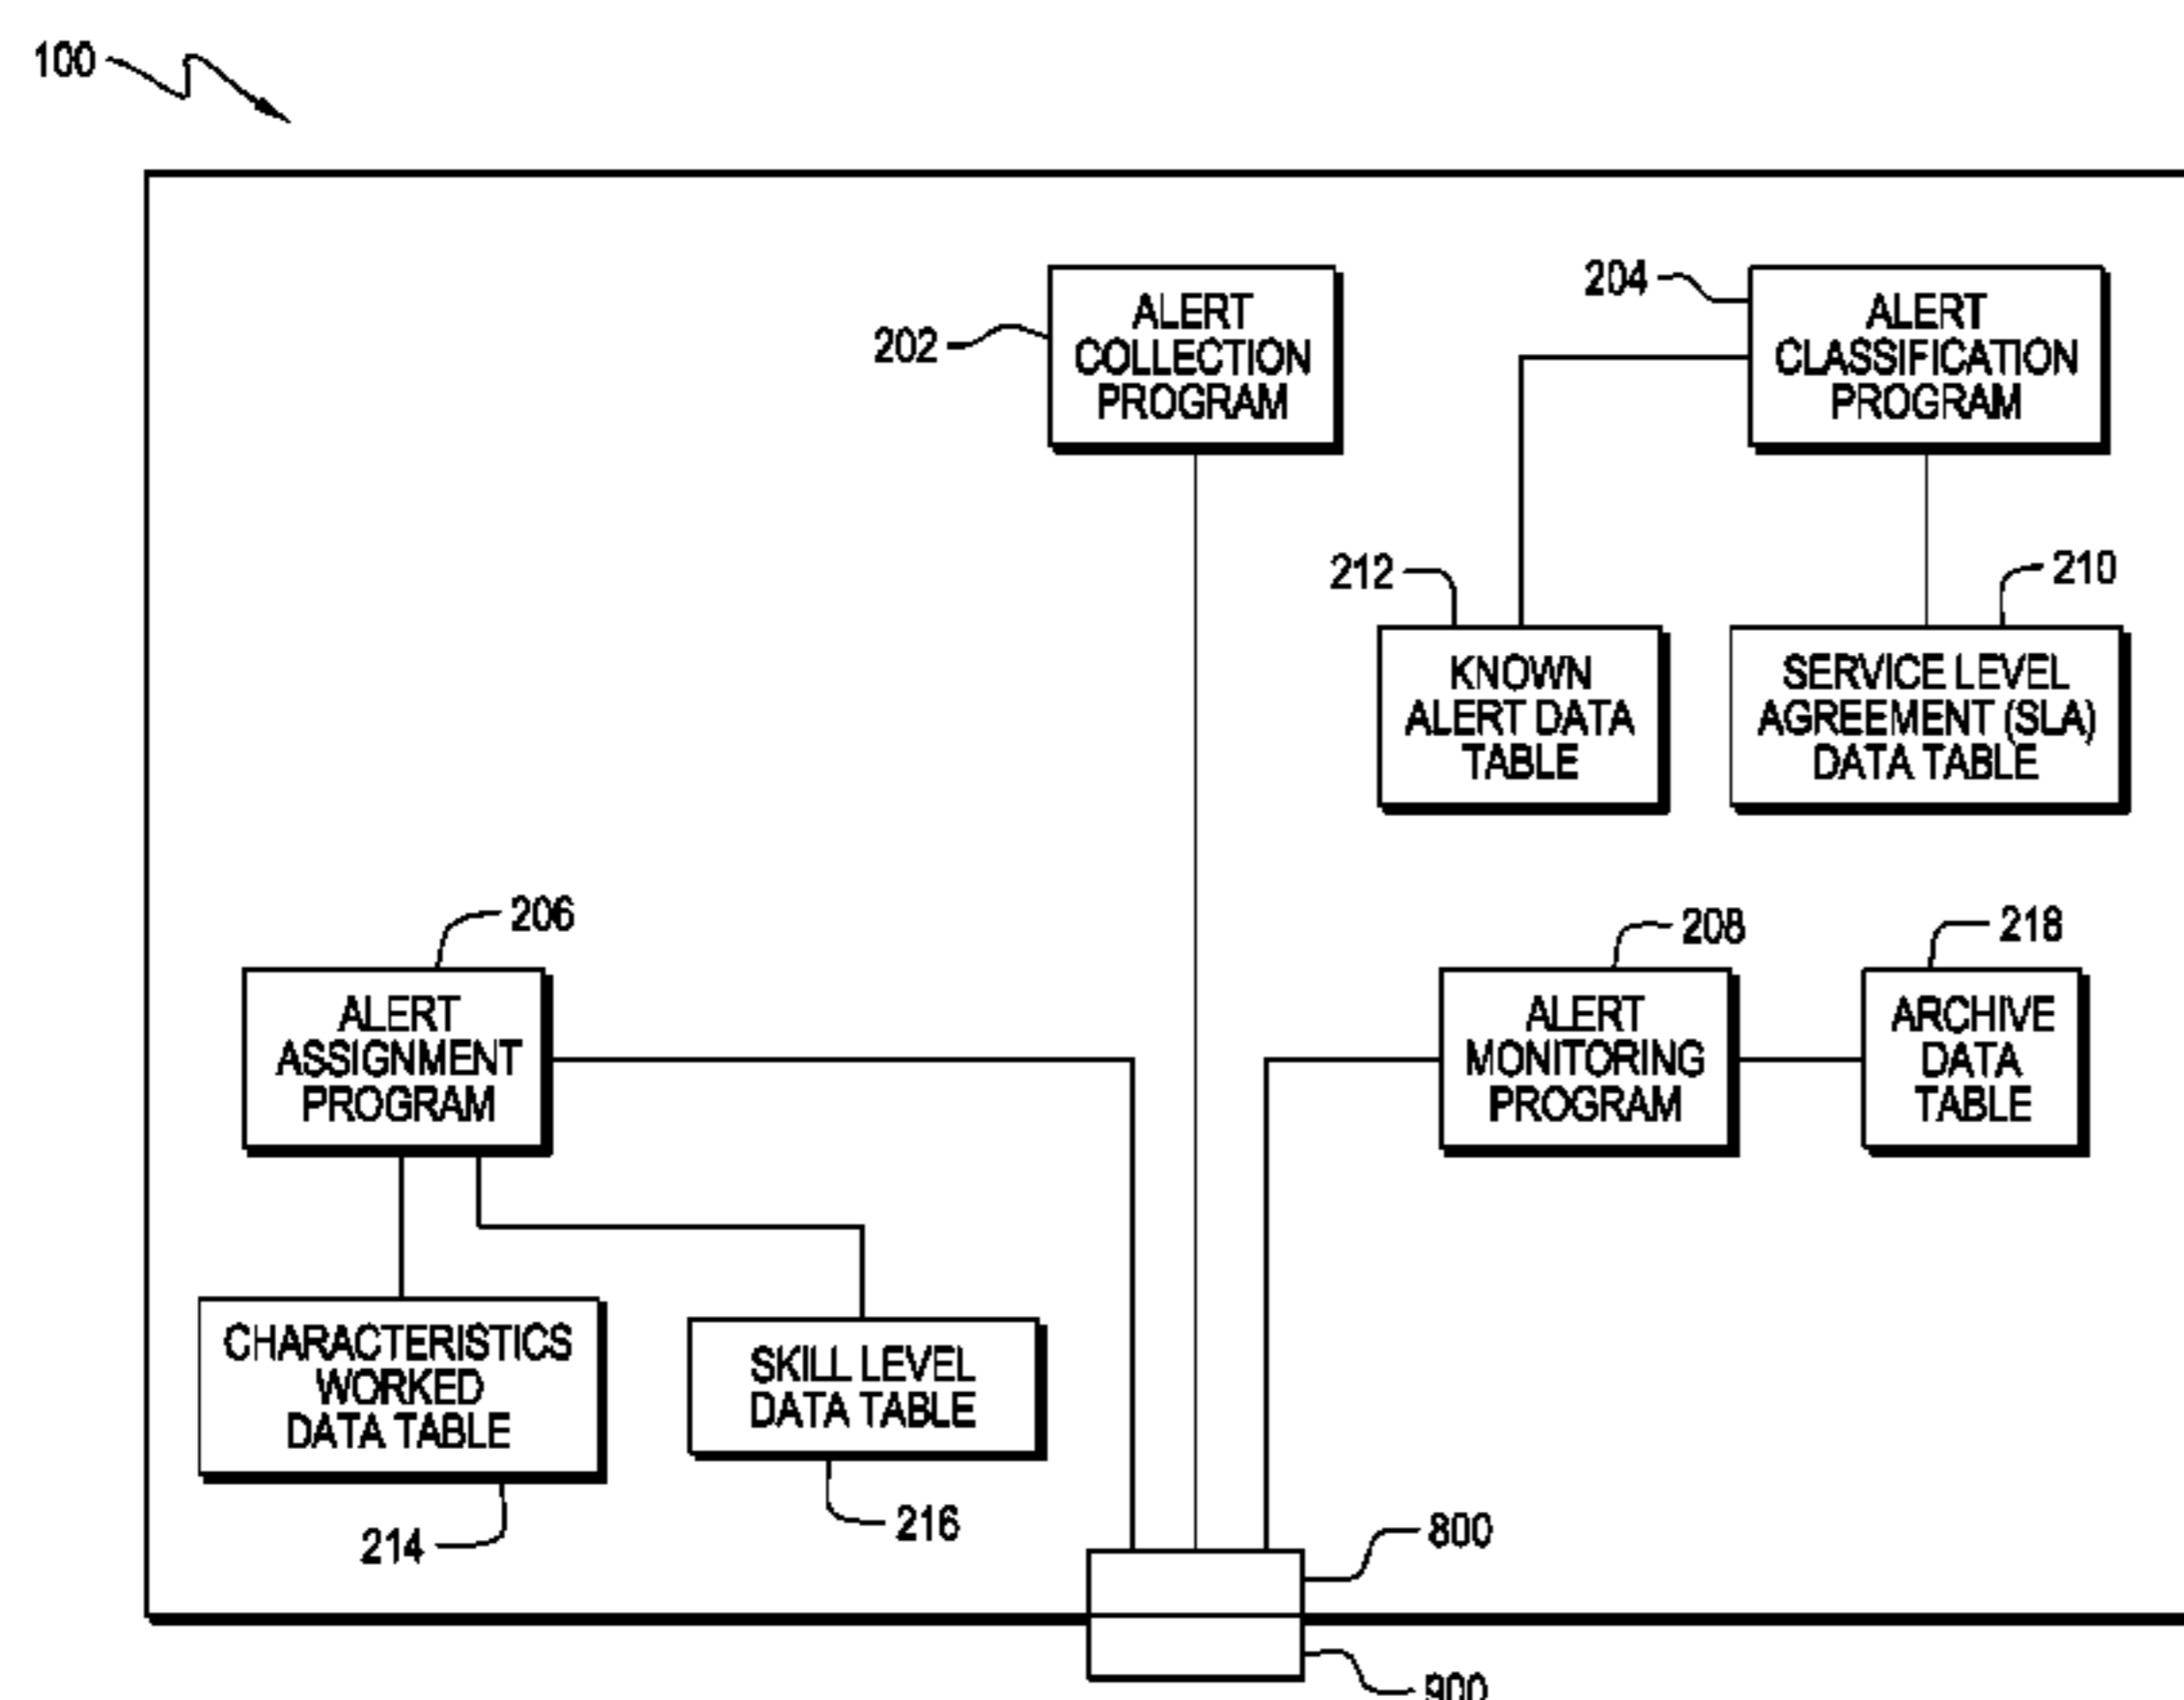 100
202
ALERT
COLLECTION
PROGRAM
204
ALERT
CLASSIFICATION
PROGRAM
212
KNOWN
ALERT DATA
TABLE
210
SERVICE LEVEL
AGREEMENT (SLA)
DATA TABLE
206
ALERT
ASSIGNMENT
PROGRAM
208
ALERT
MONITORING
PROGRAM
218
ARCHIVE
DATA
TABLE
CHARACTERISTICS
WORKED
DATA TABLE
214
SKILL LEVEL
DATA TABLE
216
800
900